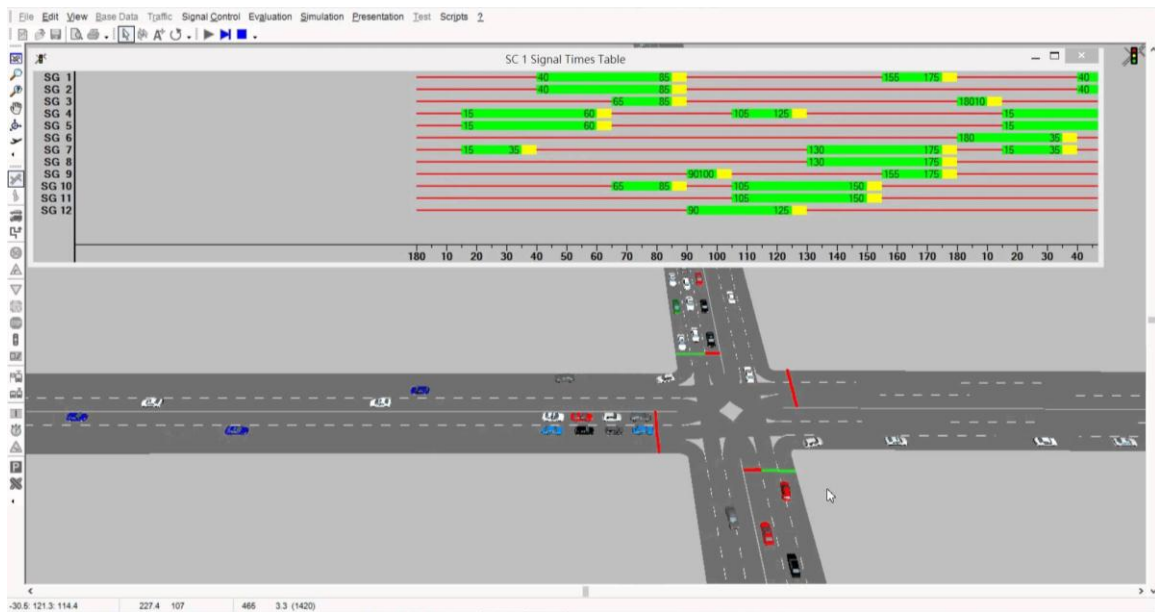 File Edit View Base Data Traffic Signal Control Evaluation Simulation Presentation Test Scripts ?
SC 1 Signal Times Table
SG 1 40 85 155 175 40
SG 2 40 85 40
SG 3 65 85 18010
SG 4 15 60 105 125 15
SG 5 15 60 15
SG 6 180 35
SG 7 15 35 130 175 15 35
SG 8 130 175
SG 9 90100 155 175
SG 10 65 85 105 150
SG 11 105 150
SG 12 90 125
180 10 20 30 40 50 60 70 80 90 100 110 120 130 140 150 160 170 180 10 20 30 40
-30.5: 121.3: 114.4 227.4 107 466 3.3 (1420)